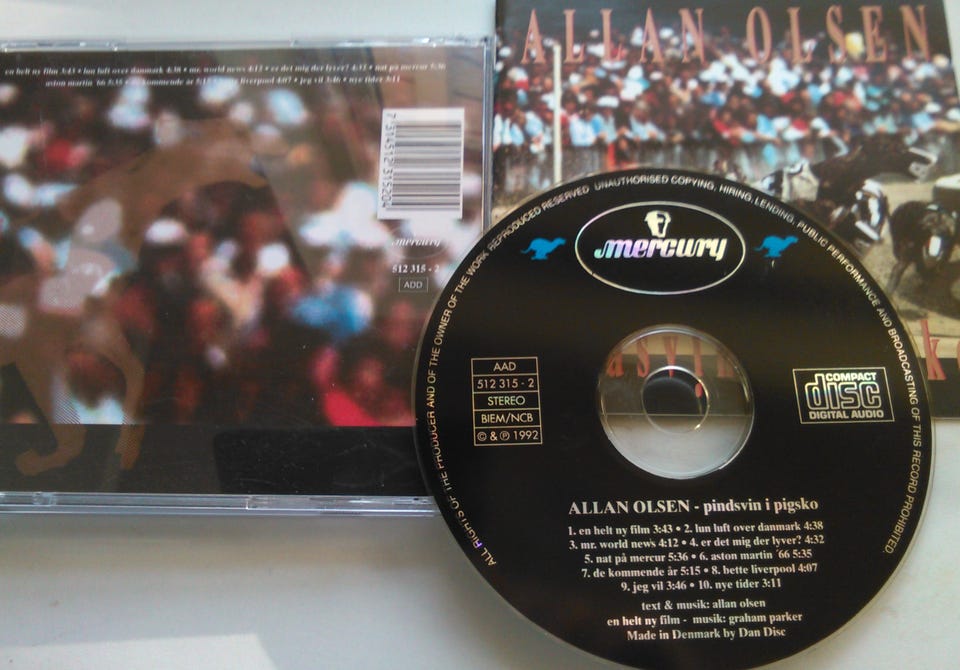 en helt ny film 3:43 • lun luft over danmark 4:38 • mr. world news 4:12 • er det mig der lyver? 4:32 • nat på mercur 5:36
aston martin ´66 5:35 • de kommende år 5:15 • liverpool 4:07 • jeg vil 3:46 • nye tider 3:11
7 314512 315204
mercury
512 315 - 2
ADD
ALLAN OLSEN
ALL RIGHTS OF THE PRODUCER AND OF THE OWNER OF THE WORK REPRODUCED RESERVED UNAUTHORISED COPYING, HIRING, LENDING, PUBLIC PERFORMANCE AND BROADCASTING OF THIS RECORD PROHIBITED.
mercury
AAD
512 315 - 2
STEREO
BIEM/NCB
© & ℗ 1992
COMPACT
disc
DIGITAL AUDIO
ALLAN OLSEN - pindsvin i pigsko
1. en helt ny film 3:43 • 2. lun luft over danmark 4:38
3. mr. world news 4:12 • 4. er det mig der lyver? 4:32
5. nat på mercur 5:36 • 6. aston martin ´66 5:35
7. de kommende år 5:15 • 8. bette liverpool 4:07
9. jeg vil 3:46 • 10. nye tider 3:11
text & musik: allan olsen
en helt ny film - musik: graham parker
Made in Denmark by Dan Disc